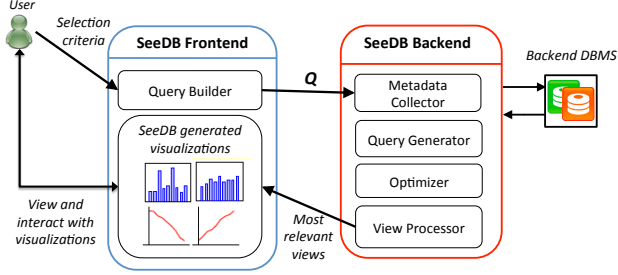 User
Selection
criteria
SeeDB Frontend
Query Builder
SeeDB generated
visualizations
View and
interact with
visualizations
Q
Most
relevant
views
SeeDB Backend
Metadata
Collector
Query Generator
Optimizer
View Processor
Backend DBMS